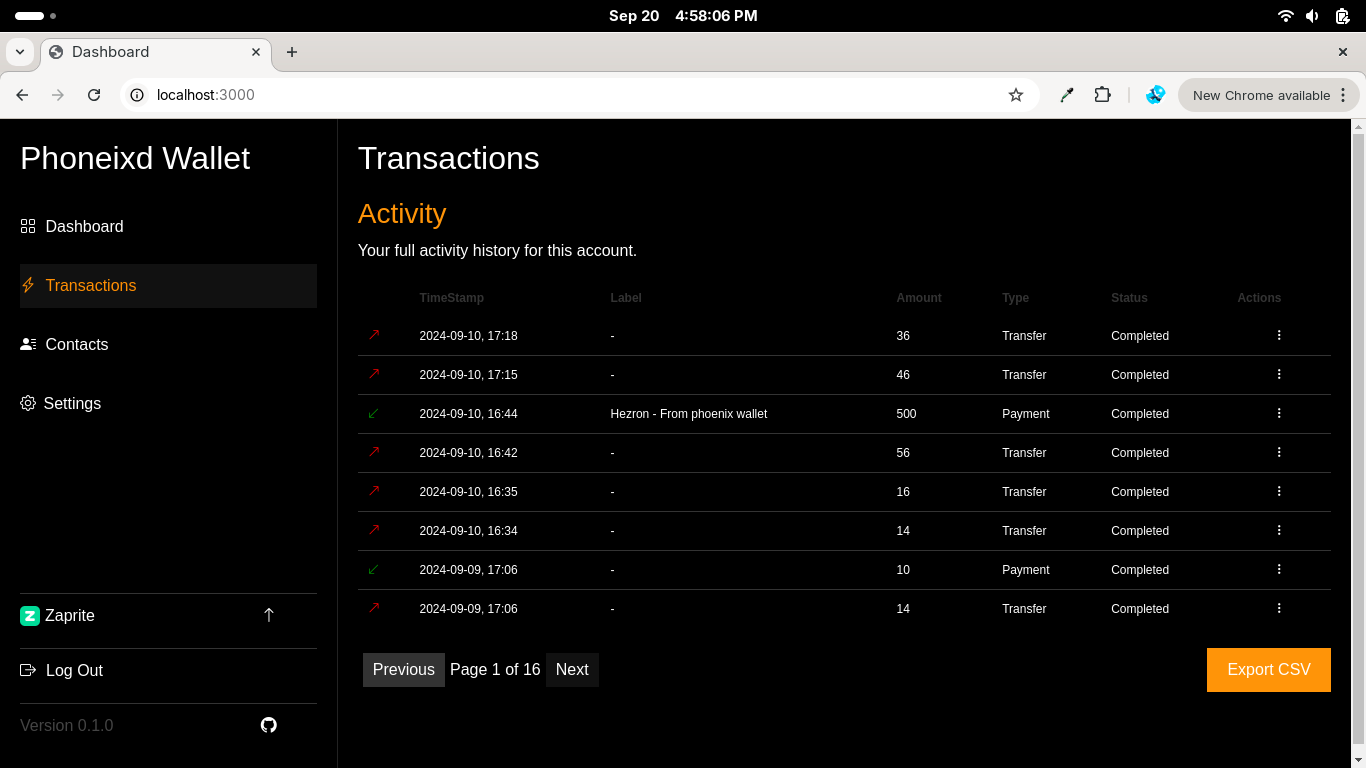 Sep 20 4:58:06 PM
Dashboard
localhost:3000
New Chrome available
Phoneixd Wallet
Dashboard
Transactions
Contacts
Settings
Zaprite
Log Out
Version 0.1.0
Transactions
Activity
Your full activity history for this account.
TimeStamp Label Amount Type Status Actions
2024-09-10, 17:18 - 36 Transfer Completed
2024-09-10, 17:15 - 46 Transfer Completed
2024-09-10, 16:44 Hezron - From phoenix wallet 500 Payment Completed
2024-09-10, 16:42 - 56 Transfer Completed
2024-09-10, 16:35 - 16 Transfer Completed
2024-09-10, 16:34 - 14 Transfer Completed
2024-09-09, 17:06 - 10 Payment Completed
2024-09-09, 17:06 - 14 Transfer Completed
Previous Page 1 of 16 Next
Export CSV